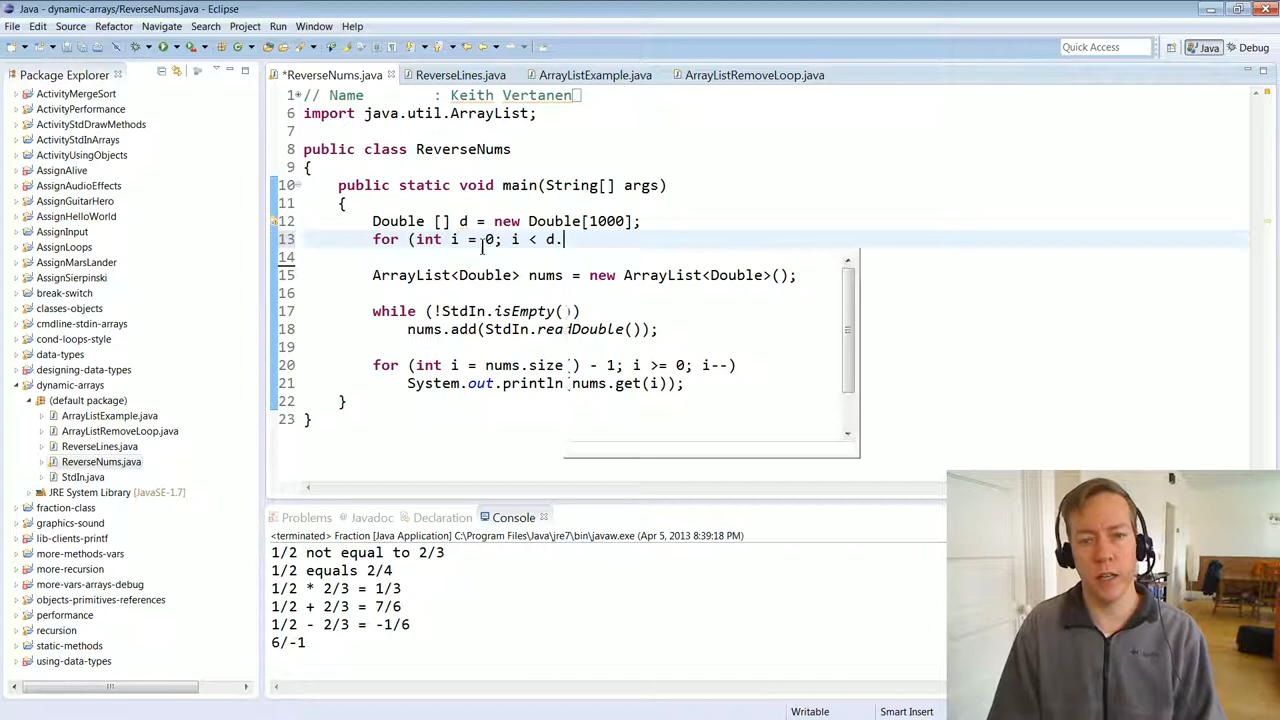 Java - dynamic-arrays/ReverseNums.java - Eclipse
File Edit Source Refactor Navigate Search Project Run Window Help
Quick Access Java Debug
Package Explorer
*ReverseNums.java ReverseLines.java ArrayListExample.java ArrayListRemoveLoop.java
ActivityMergeSort
ActivityPerformance
ActivityStdDrawMethods
ActivityStdInArrays
ActivityUsingObjects
AssignAlive
AssignAudioEffects
AssignGuitarHero
AssignHelloWorld
AssignInput
AssignLoops
AssignMarsLander
AssignSierpinski
break-switch
classes-objects
cmdline-stdin-arrays
cond-loops-style
data-types
designing-data-types
dynamic-arrays
(default package)
ArrayListExample.java
ArrayListRemoveLoop.java
ReverseLines.java
ReverseNums.java
StdIn.java
JRE System Library [JavaSE-1.7]
fraction-class
graphics-sound
lib-clients-printf
more-methods-vars
more-recursion
more-vars-arrays-debug
objects-primitives-references
performance
recursion
static-methods
using-data-types
1 // Name : Keith Vertanen
6 import java.util.ArrayList;
7
8 public class ReverseNums
9 {
10 public static void main(String[] args)
11 {
12 Double [] d = new Double[1000];
13 for (int i = 0; i < d.
14
15 ArrayList<Double> nums = new ArrayList<Double>();
16
17 while (!StdIn.isEmpty())
18 nums.add(StdIn.readDouble());
19
20 for (int i = nums.size() - 1; i >= 0; i--)
21 System.out.println(nums.get(i));
22 }
23 }
Problems Javadoc Declaration Console
<terminated> Fraction [Java Application] C:\Program Files\Java\jre7\bin\javaw.exe (Apr 5, 2013 8:39:18 PM)
1/2 not equal to 2/3
1/2 equals 2/4
1/2 * 2/3 = 1/3
1/2 + 2/3 = 7/6
1/2 - 2/3 = -1/6
6/-1
Writable Smart Insert